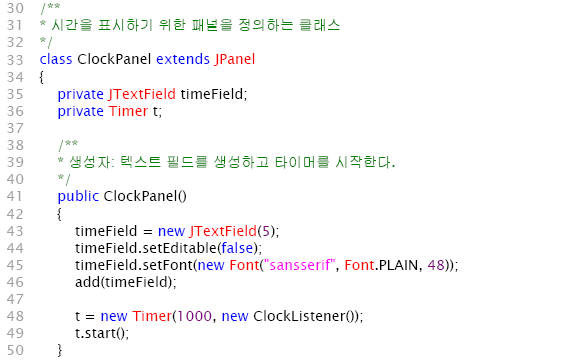 30 /**
31 * 시간을 표시하기 위한 패널을 정의하는 클래스
32 */
33 class ClockPanel extends JPanel
34 {
35 private JTextField timeField;
36 private Timer t;
37
38 /**
39 * 생성자: 텍스트 필드를 생성하고 타이머를 시작한다.
40 */
41 public ClockPanel()
42 {
43 timeField = new JTextField(5);
44 timeField.setEditable(false);
45 timeField.setFont(new Font("sansserif", Font.PLAIN, 48));
46 add(timeField);
47
48 t = new Timer(1000, new ClockListener());
49 t.start();
50 }